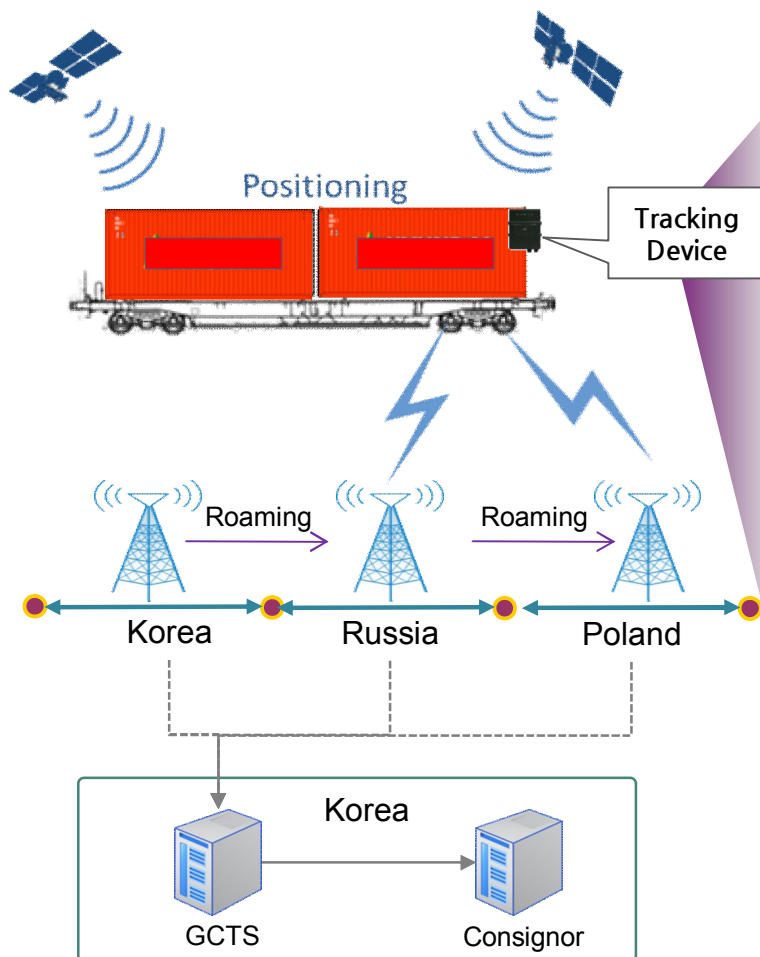 Positioning
Tracking
Device
Roaming
Roaming
Korea
Russia
Poland
Korea
GCTS
Consignor